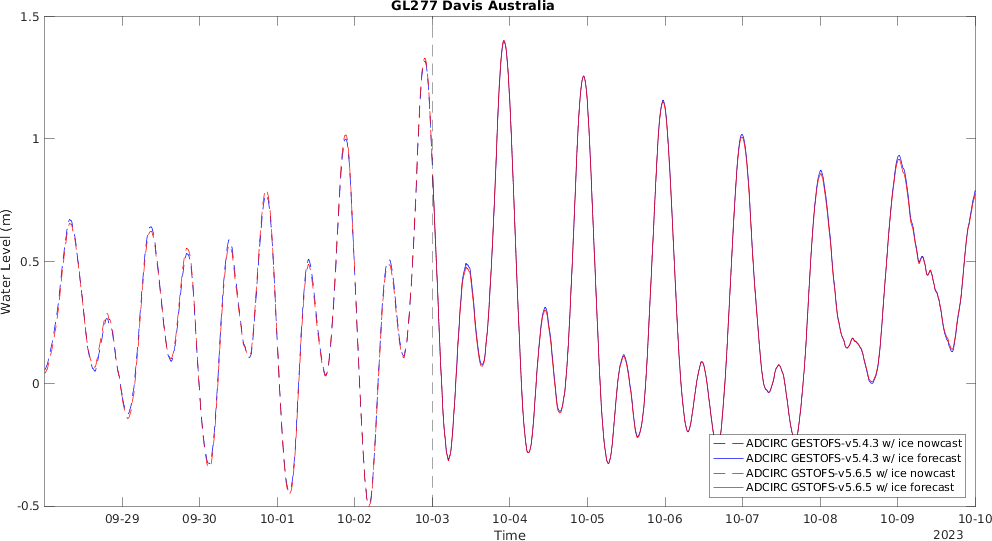 GL277 Davis Australia
1.5
1
0.5
0
-0.5
Water Level (m)
09-29
09-30
10-01
10-02
10-03
10-04
10-05
10-06
10-07
10-08
10-09
10-10
2023
Time
ADCIRC GESTOFS-v5.4.3 w/ ice nowcast
ADCIRC GESTOFS-v5.4.3 w/ ice forecast
ADCIRC GSTOFS-v5.6.5 w/ ice nowcast
ADCIRC GSTOFS-v5.6.5 w/ ice forecast